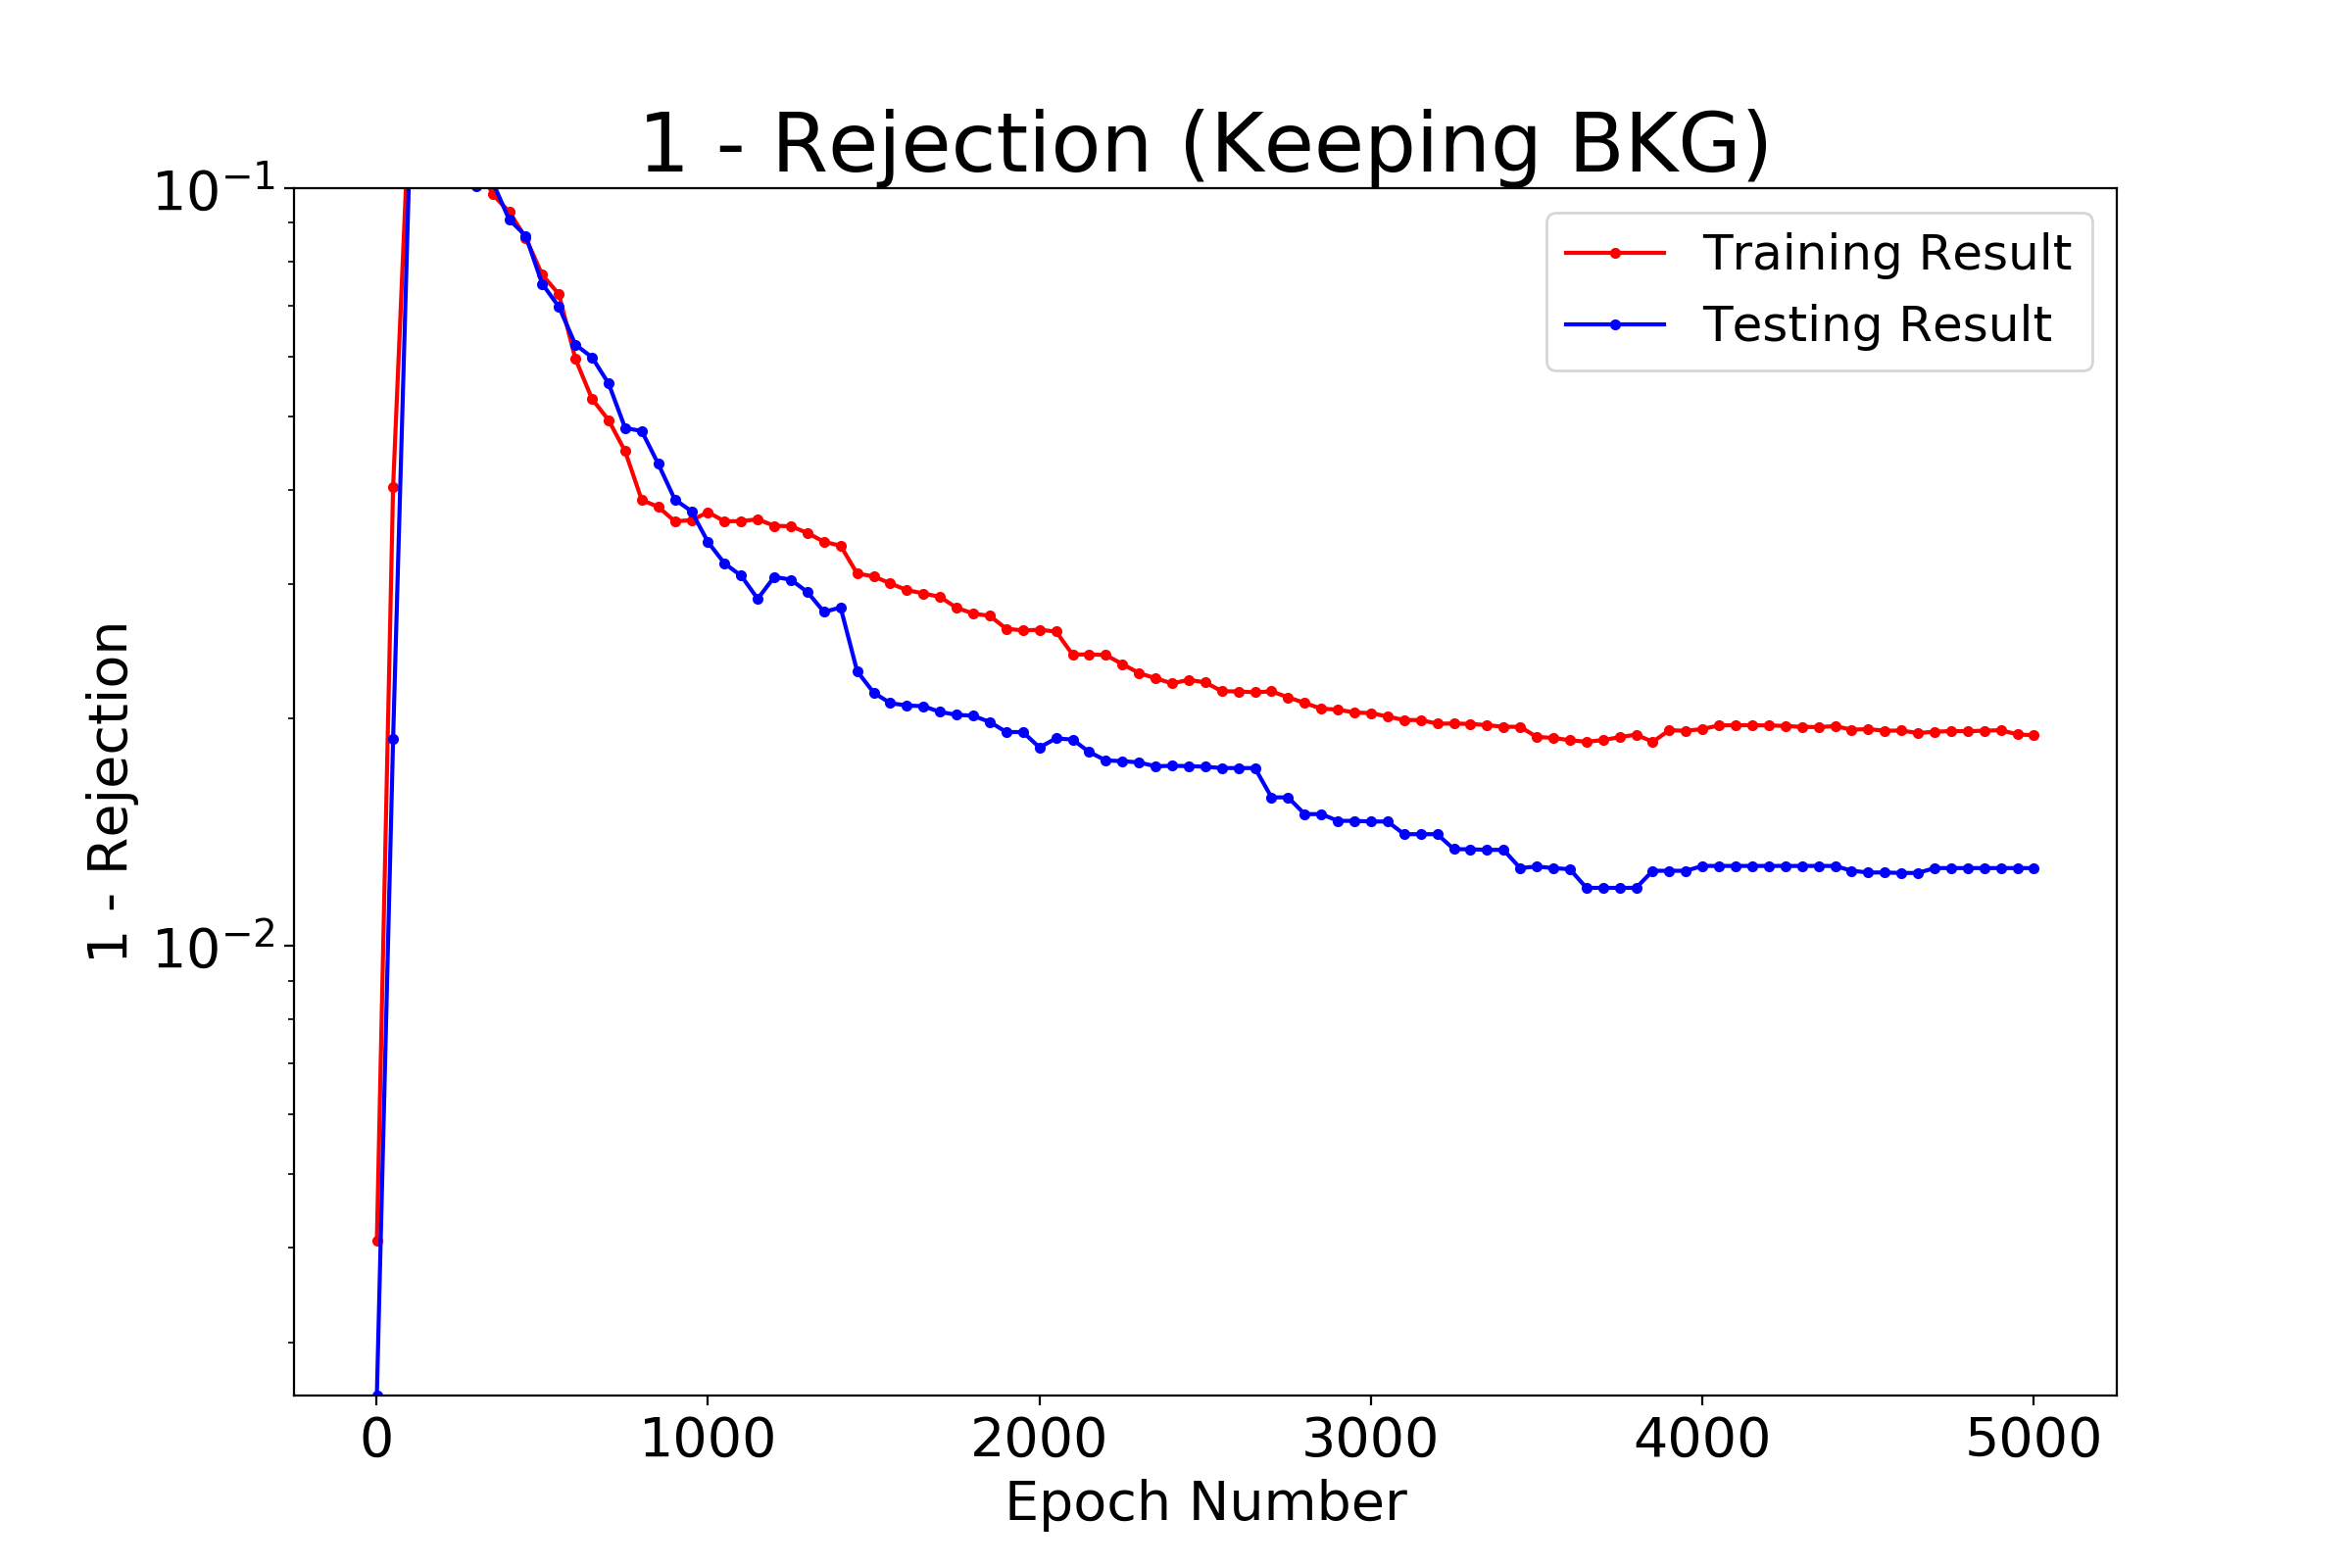 1 - Rejection (Keeping BKG)
10⁻¹
Training Result
Testing Result
1 - Rejection
10⁻²
0 1000 2000 3000 4000 5000
Epoch Number